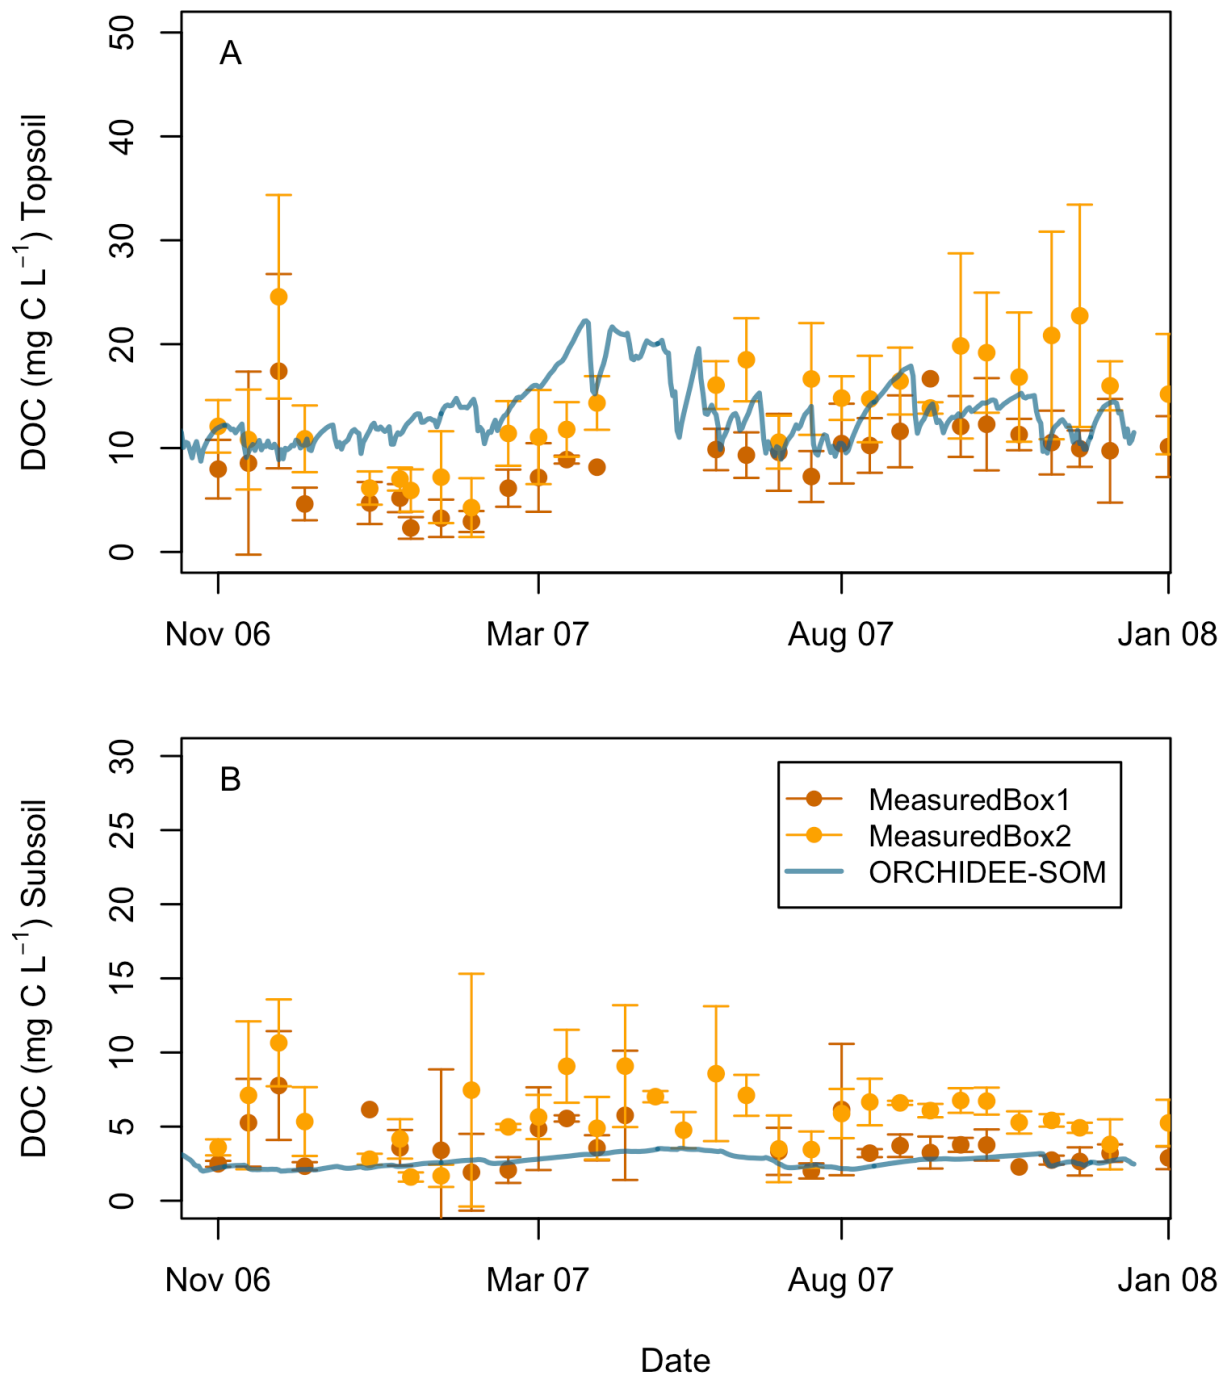 A
DOC (mg C L⁻¹) Topsoil
50
40
30
20
10
0
Nov 06 Mar 07 Aug 07 Jan 08
B
DOC (mg C L⁻¹) Subsoil
30
25
20
15
10
5
0
MeasuredBox1
MeasuredBox2
ORCHIDEE-SOM
Nov 06 Mar 07 Aug 07 Jan 08
Date